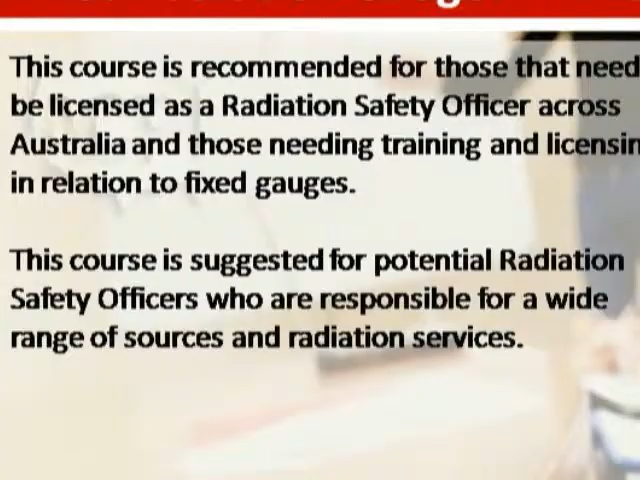 This course is recommended for those that need
be licensed as a Radiation Safety Officer across
Australia and those needing training and licensin
in relation to fixed gauges.
This course is suggested for potential Radiation
Safety Officers who are responsible for a wide
range of sources and radiation services.